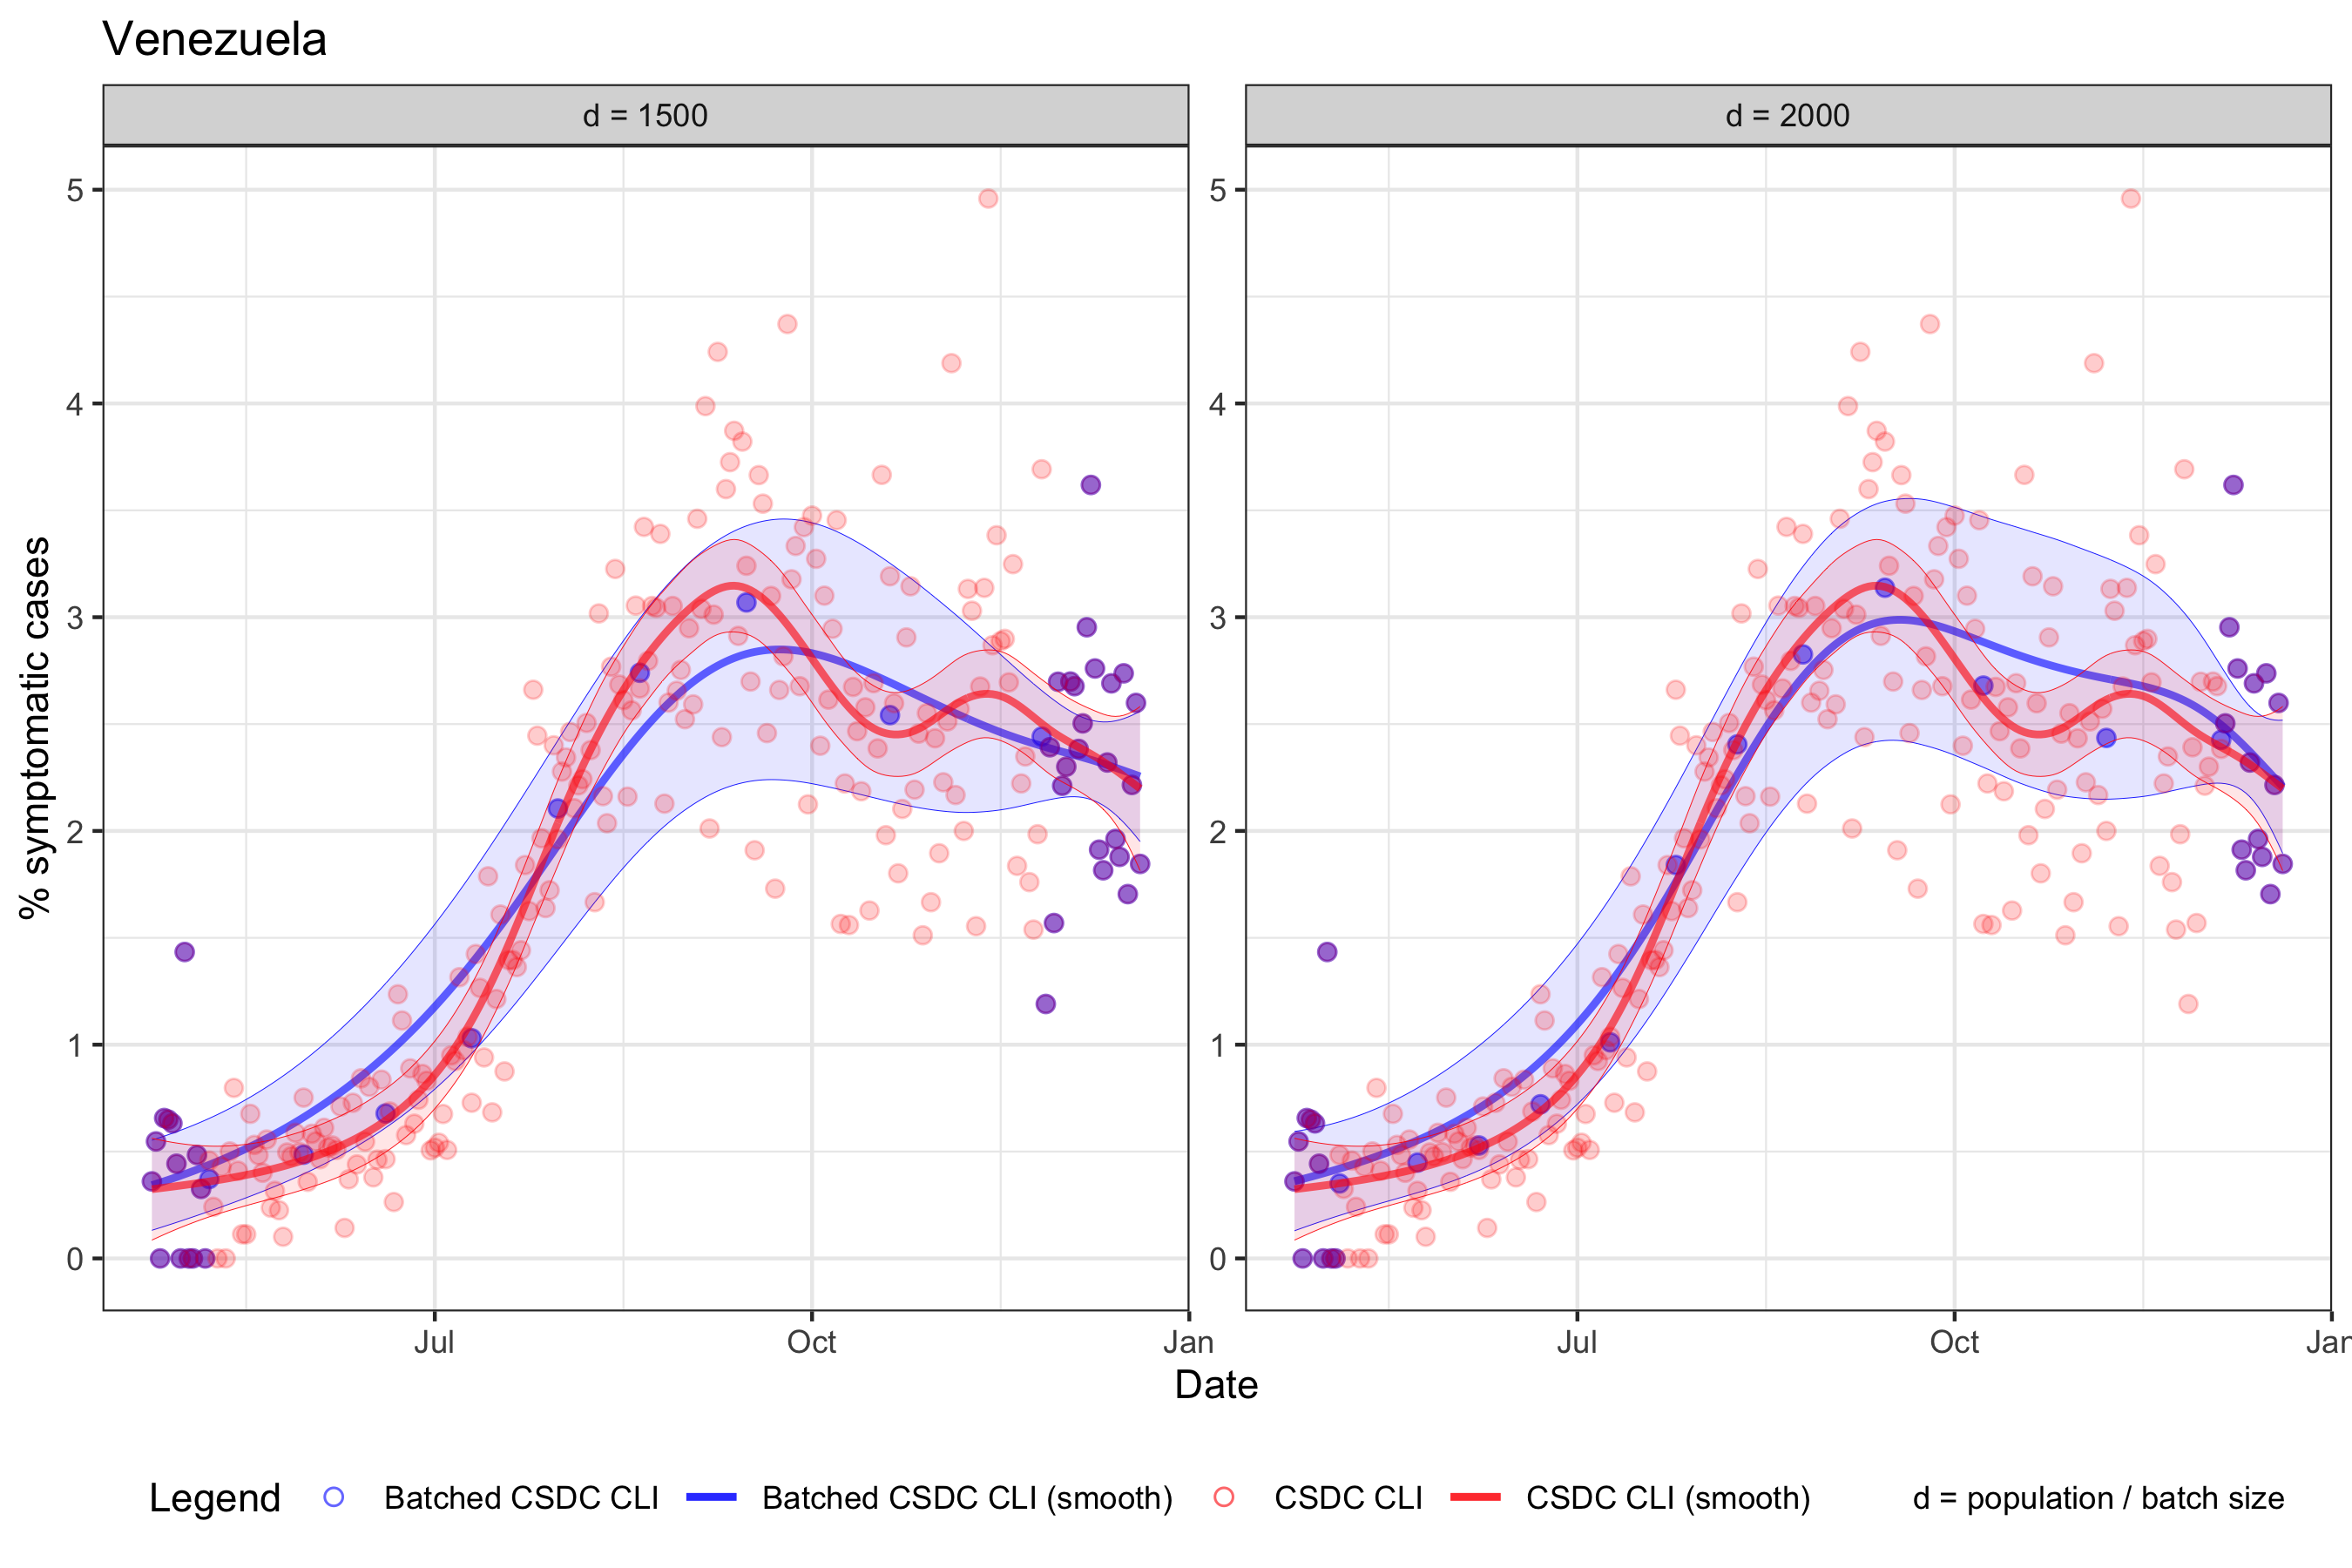 Venezuela
d = 1500
d = 2000
% symptomatic cases
5
4
3
2
1
0
5
4
3
2
1
0
Jul
Oct
Jan
Jul
Oct
Jan
Date
Legend
Batched CSDC CLI
Batched CSDC CLI (smooth)
CSDC CLI
CSDC CLI (smooth)
d = population / batch size